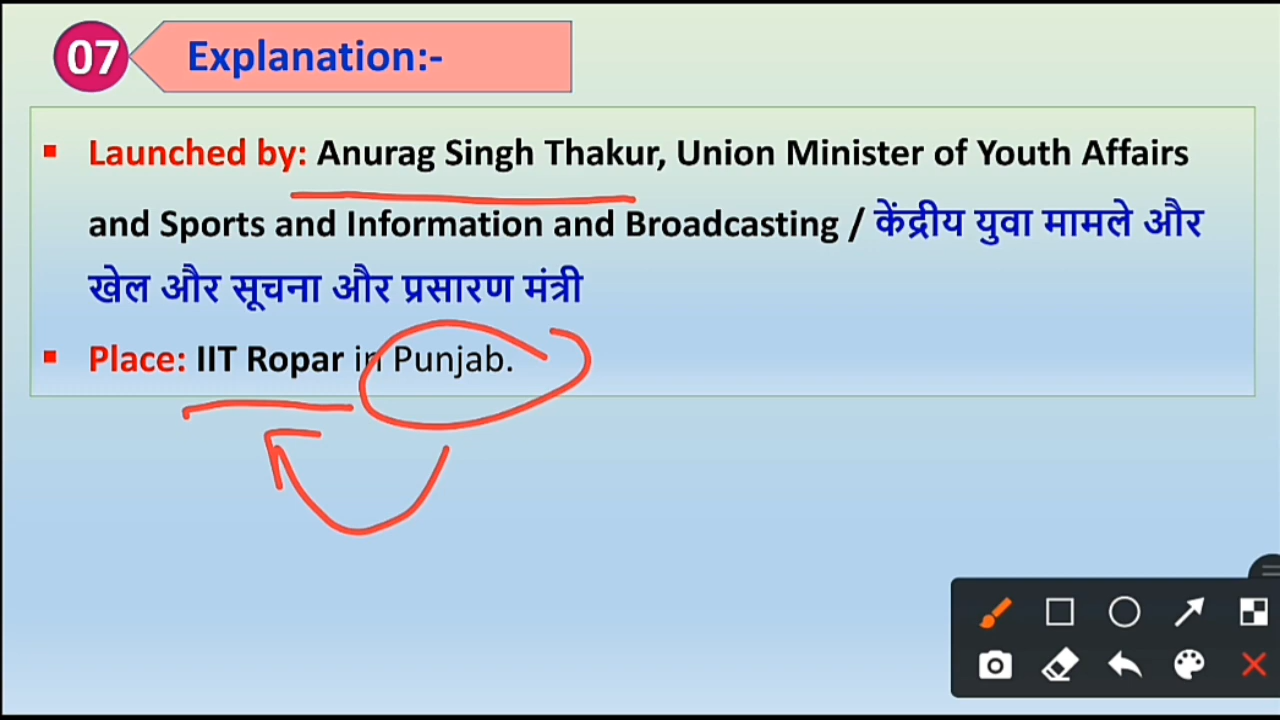 07 Explanation:-
Launched by: Anurag Singh Thakur, Union Minister of Youth Affairs
and Sports and Information and Broadcasting / केंद्रीय युवा मामले और
खेल और सूचना और प्रसारण मंत्री
Place: IIT Ropar in Punjab.